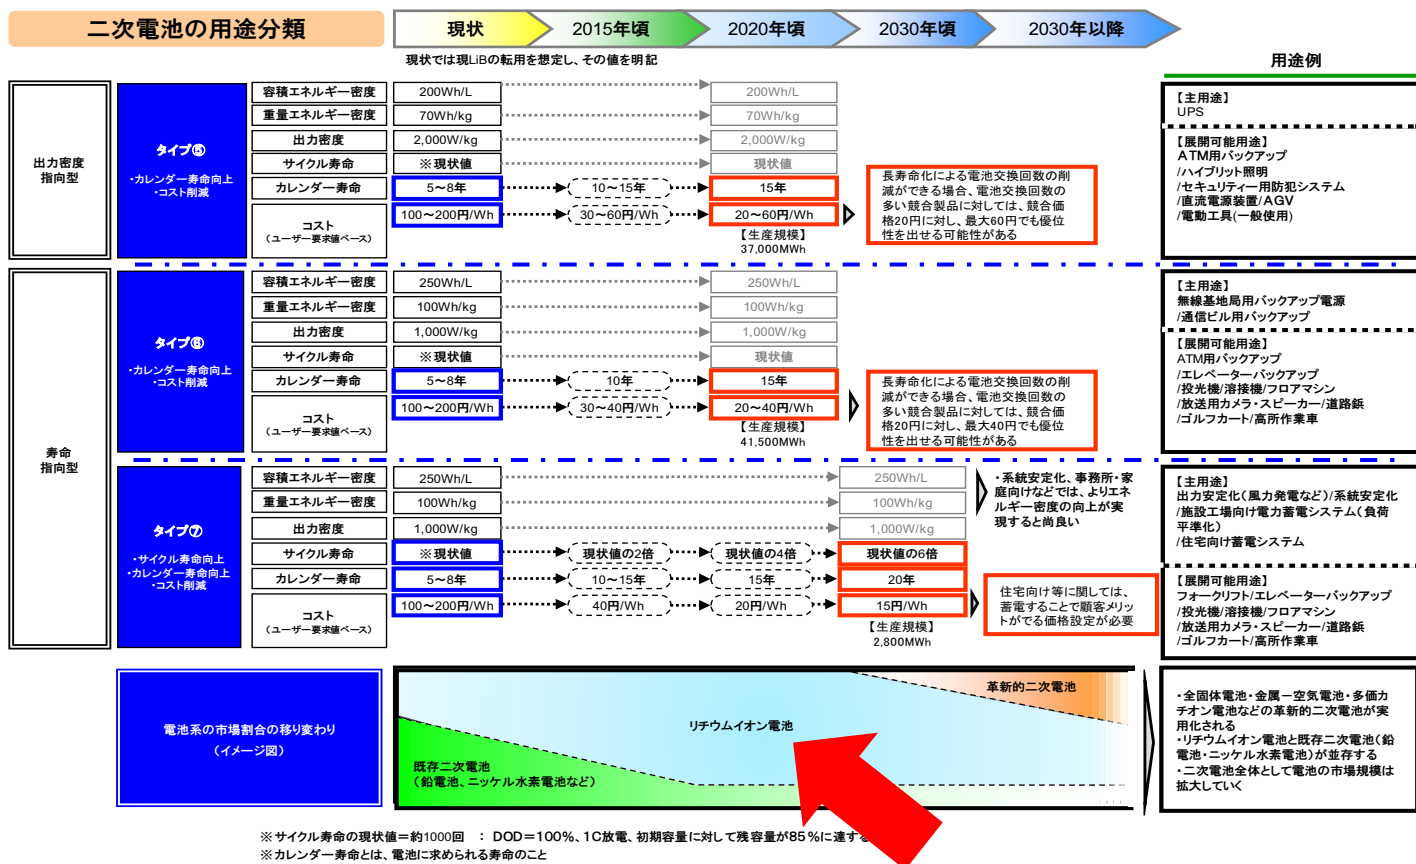 二次電池の用途分類
現状
2015年頃
2020年頃
2030年頃
2030年以降
現状では現LiBの転用を想定し、その値を明記
用途例
出力密度
指向型
タイプ⑤
・カレンダー寿命向上
・コスト削減
容積エネルギー密度
200Wh/L
200Wh/L
重量エネルギー密度
70Wh/kg
70Wh/kg
出力密度
2,000W/kg
2,000W/kg
サイクル寿命
※現状値
現状値
カレンダー寿命
5～8年
10～15年
15年
コスト
(ユーザー要求値ベース)
100～200円/Wh
30～60円/Wh
20～60円/Wh
【生産規模】
37,000MWh
長寿命化による電池交換回数の削
減ができる場合、電池交換回数の
多い競合製品に対しては、競合価
格20円に対し、最大60円でも優位
性を出せる可能性がある
【主用途】
UPS
【展開可能用途】
ATM用バックアップ
/ハイブリット照明
/セキュリティー用防犯システム
/直流電源装置/AGV
/電動工具(一般使用)
寿命
指向型
タイプ⑥
・カレンダー寿命向上
・コスト削減
容積エネルギー密度
250Wh/L
250Wh/L
重量エネルギー密度
100Wh/kg
100Wh/kg
出力密度
1,000W/kg
1,000W/kg
サイクル寿命
※現状値
現状値
カレンダー寿命
5～8年
10年
15年
コスト
(ユーザー要求値ベース)
100～200円/Wh
30～40円/Wh
20～40円/Wh
【生産規模】
41,500MWh
長寿命化による電池交換回数の削
減ができる場合、電池交換回数の
多い競合製品に対しては、競合価
格20円に対し、最大40円でも優位
性を出せる可能性がある
【主用途】
無線基地局用バックアップ電源
/通信ビル用バックアップ
【展開可能用途】
ATM用バックアップ
/エレベーターバックアップ
/投光機/溶接機/フロアマシン
/放送用カメラ・スピーカー/道路鋲
/ゴルフカート/高所作業車
タイプ⑦
・サイクル寿命向上
・カレンダー寿命向上
・コスト削減
容積エネルギー密度
250Wh/L
250Wh/L
重量エネルギー密度
100Wh/kg
100Wh/kg
出力密度
1,000W/kg
1,000W/kg
サイクル寿命
※現状値
現状値の2倍
現状値の4倍
現状値の6倍
カレンダー寿命
5～8年
10～15年
15年
20年
コスト
(ユーザー要求値ベース)
100～200円/Wh
40円/Wh
20円/Wh
15円/Wh
【生産規模】
2,800MWh
・系統安定化、事務所・家
庭向けなどでは、よりエネ
ルギー密度の向上が実
現すると尚良い
住宅向け等に関しては、
蓄電することで顧客メリッ
トがでる価格設定が必要
【主用途】
出力安定化(風力発電など)/系統安定化
/施設工場向け電力蓄電システム(負荷
平準化)
/住宅向け蓄電システム
【展開可能用途】
フォークリフト/エレベーターバックアップ
/投光機/溶接機/フロアマシン
/放送用カメラ・スピーカー/道路鋲
/ゴルフカート/高所作業車
電池系の市場割合の移り変わり
(イメージ図)
革新的二次電池
リチウムイオン電池
既存二次電池
(鉛電池、ニッケル水素電池など)
・全固体電池・金属－空気電池・多価カ
チオン電池などの革新的二次電池が実
用化される
・リチウムイオン電池と既存二次電池(鉛
電池・ニッケル水素電池)が並存する
・二次電池全体として電池の市場規模は
拡大していく
※サイクル寿命の現状値＝約1000回 ： DOD＝100%、1C放電、初期容量に対して残容量が85%に達する
※カレンダー寿命とは、電池に求められる寿命のこと